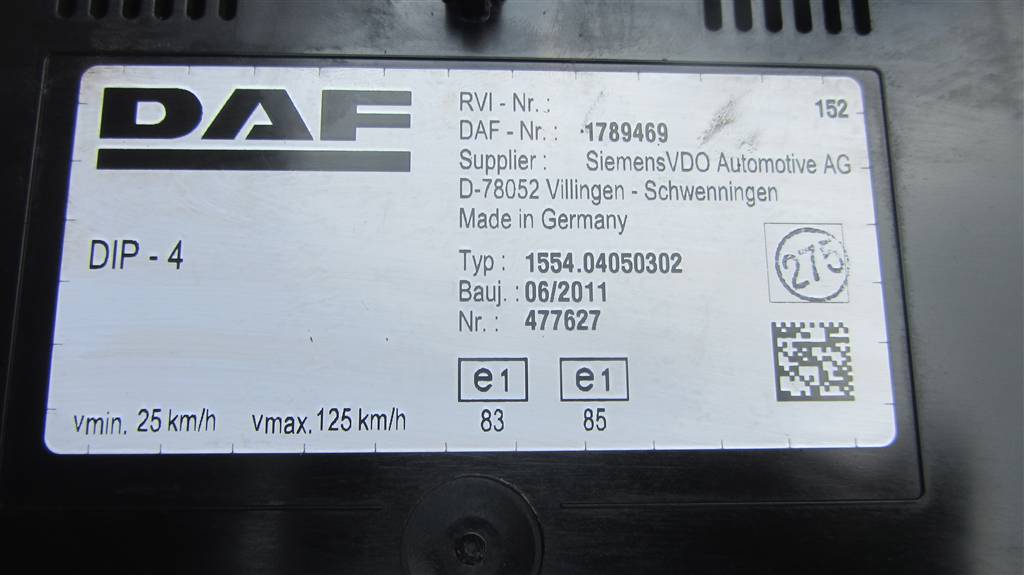 DAF
RVI - Nr. :
152
DAF - Nr. : 1789469
Supplier : SiemensVDO Automotive AG
D-78052 Villingen - Schwenningen
Made in Germany
DIP - 4
Typ : 1554.04050302
Bauj. : 06/2011
Nr. : 477627
275
e1 e1
83 85
vmin. 25 km/h vmax. 125 km/h